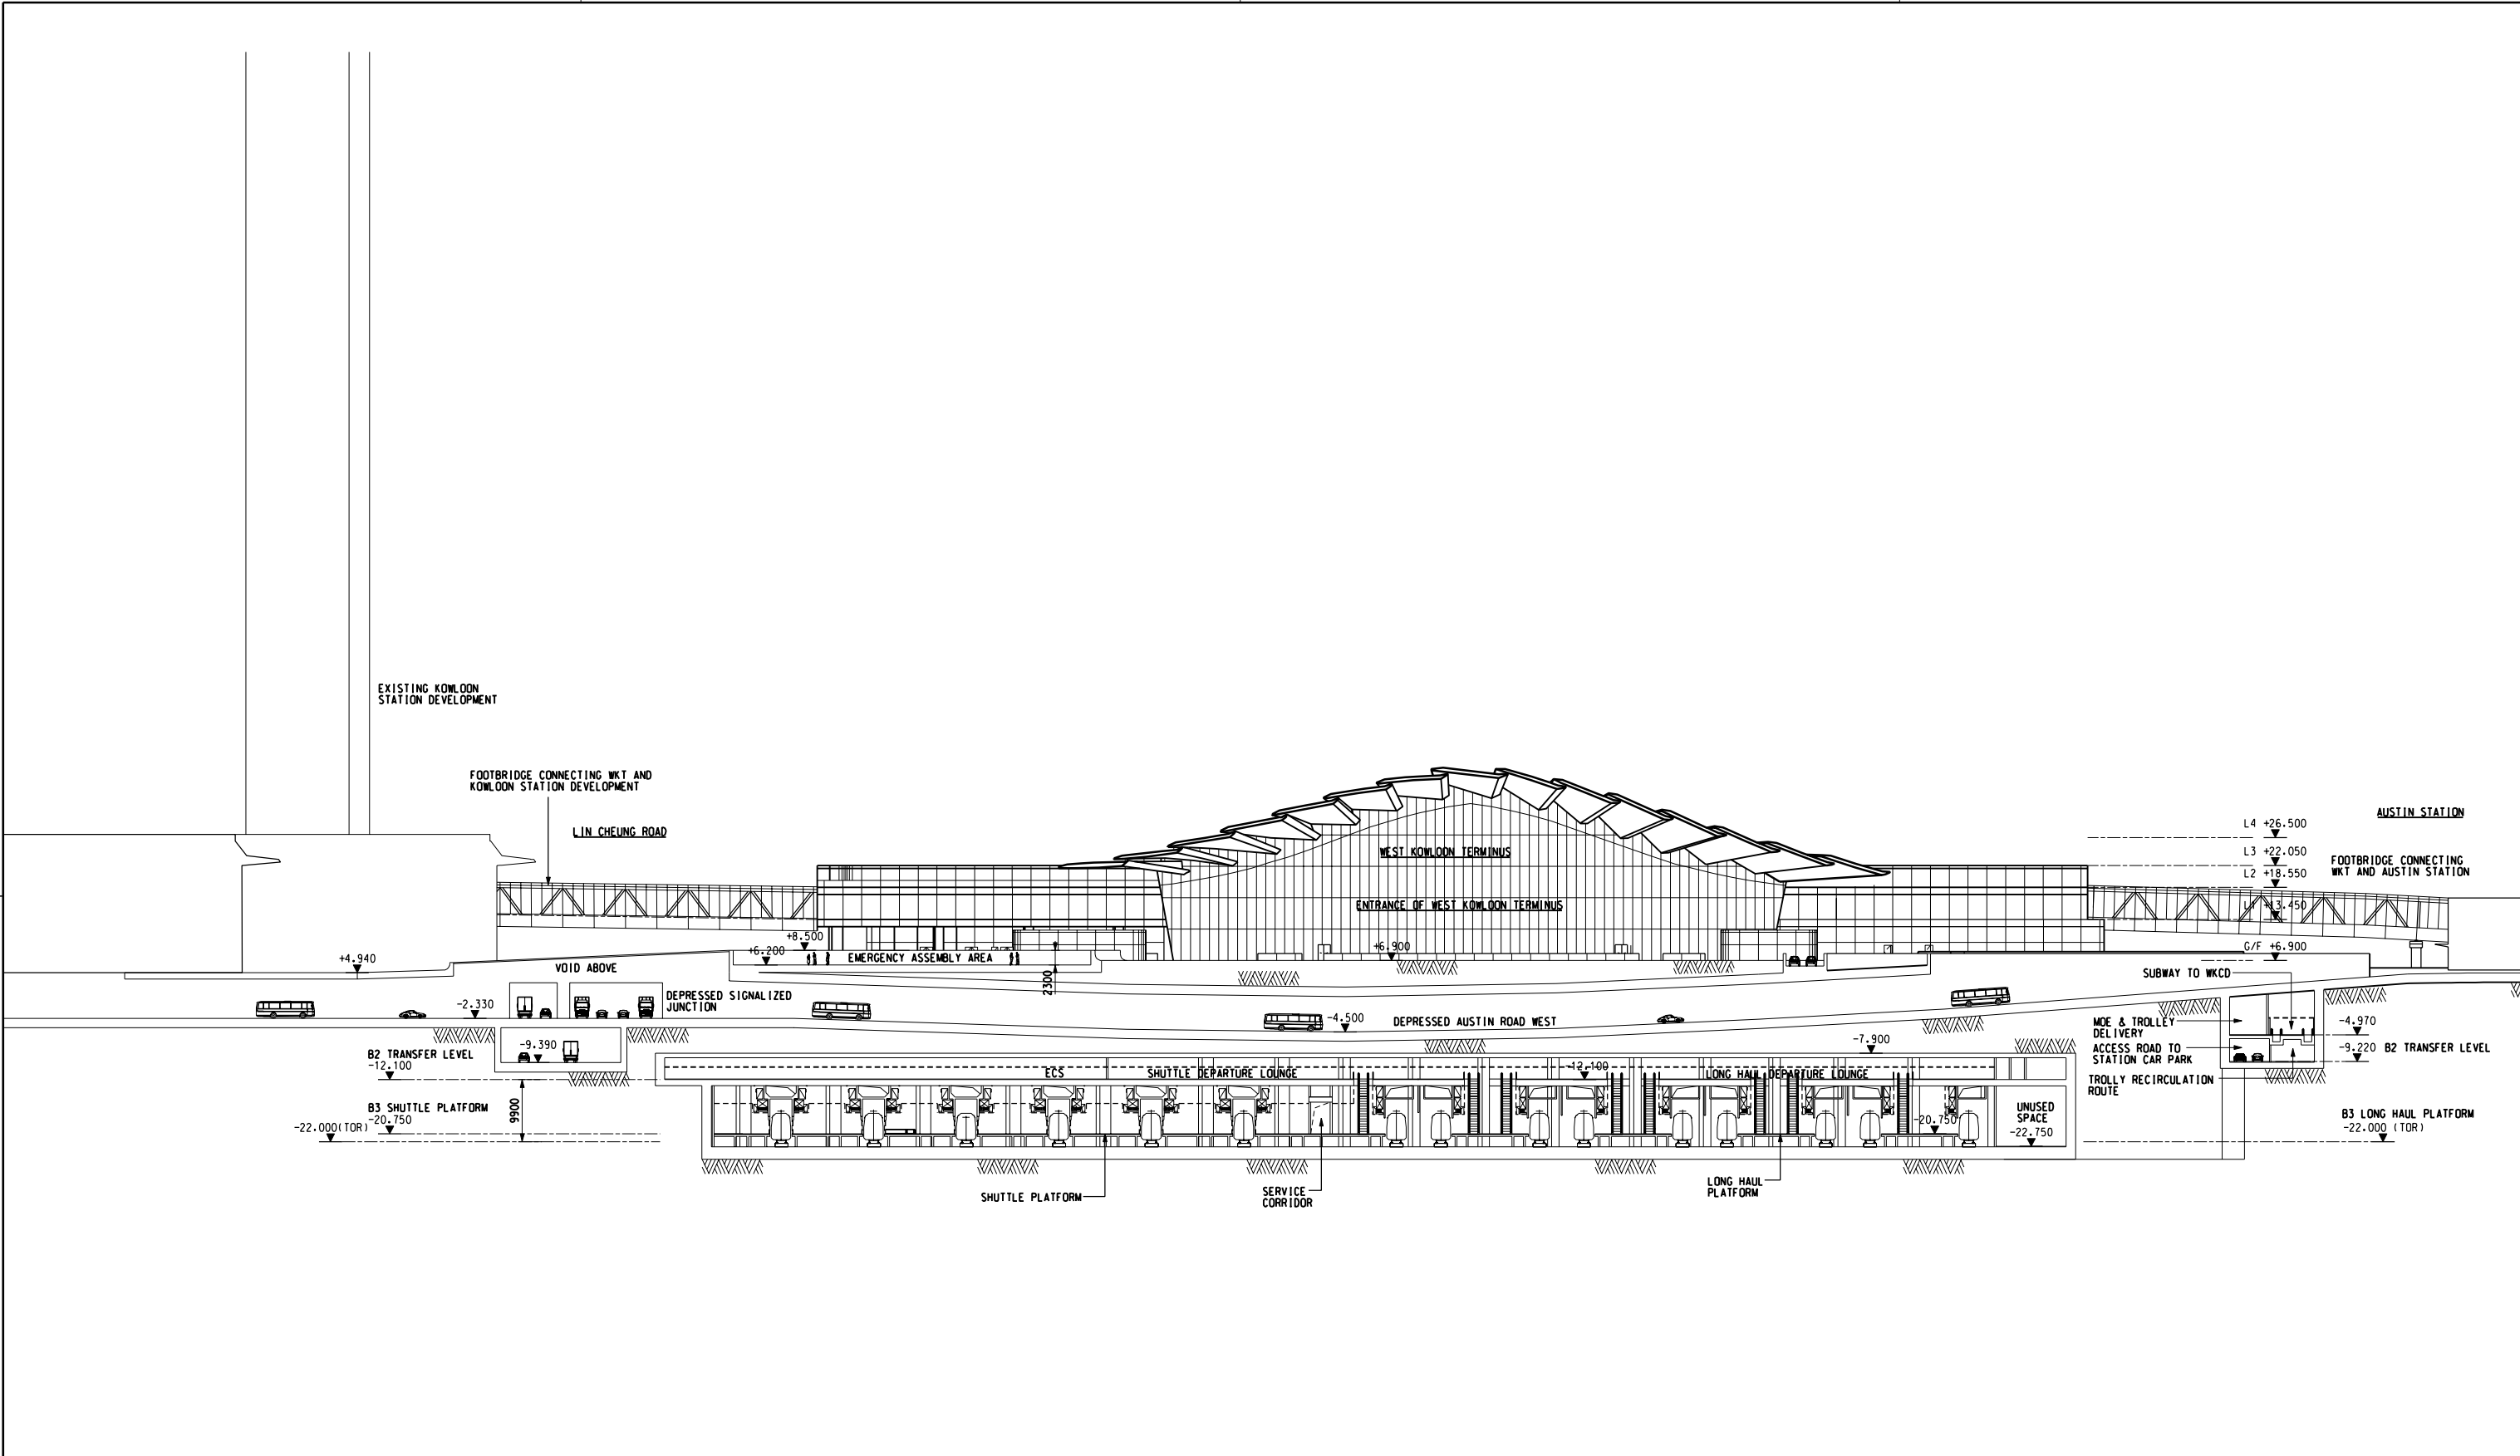 EXISTING KOWLOON
STATION DEVELOPMENT
FOOTBRIDGE CONNECTING WKT AND
KOWLOON STATION DEVELOPMENT
LIN CHEUNG ROAD
AUSTIN STATION
L4 +26.500
L3 +22.050
L2 +18.550
L1 +13.450
G/F +6.900
FOOTBRIDGE CONNECTING
WKT AND AUSTIN STATION
WEST KOWLOON TERMINUS
ENTRANCE OF WEST KOWLOON TERMINUS
+8.500
+6.200
+6.900
+4.940
EMERGENCY ASSEMBLY AREA
2300
VOID ABOVE
DEPRESSED SIGNALIZED
JUNCTION
-2.330
-4.500
DEPRESSED AUSTIN ROAD WEST
SUBWAY TO WKCD
MOE & TROLLEY
DELIVERY
ACCESS ROAD TO
STATION CAR PARK
TROLLY RECIRCULATION
ROUTE
-4.970
-9.220 B2 TRANSFER LEVEL
-7.900
-9.390
B2 TRANSFER LEVEL
-12.100
ECS
SHUTTLE DEPARTURE LOUNGE
-12.100
LONG HAUL DEPARTURE LOUNGE
B3 SHUTTLE PLATFORM
-20.750
-22.000(TOR)
9900
-20.750
UNUSED
SPACE
-22.750
B3 LONG HAUL PLATFORM
-22.000 (TOR)
SHUTTLE PLATFORM
SERVICE
CORRIDOR
LONG HAUL
PLATFORM